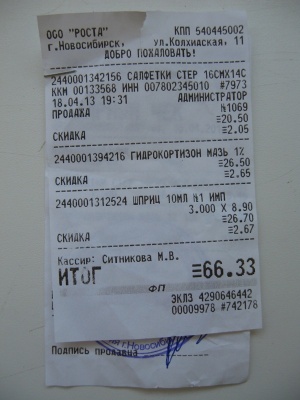 ООО "РОСТА" КПП 540445002
г.Новосибирск, ул.Колхидская, 11
ДОБРО ПОЖАЛОВАТЬ!
2440001342156 САЛФЕТКИ СТЕР 16СМХ14С
ККМ 00133568 ИНН 007802345010 #7973
18.04.13 19:31 АДМИНИСТРАТОР
ПРОДАЖА №1069
≡20.50
СКИДКА ≡2.05
2440001394216 ГИДРОКОРТИЗОН МАЗЬ 1%
≡26.50
СКИДКА ≡2.65
2440001312524 ШПРИЦ 10МЛ №1 ИМП
3.000 X 8.90
≡26.70
СКИДКА ≡2.67
Кассир: Ситникова М.В.
ИТОГ ≡66.33
ФП
ЭКЛЗ 4290646442
00009978 #742178
г.Новосибирск
Подпись продавца